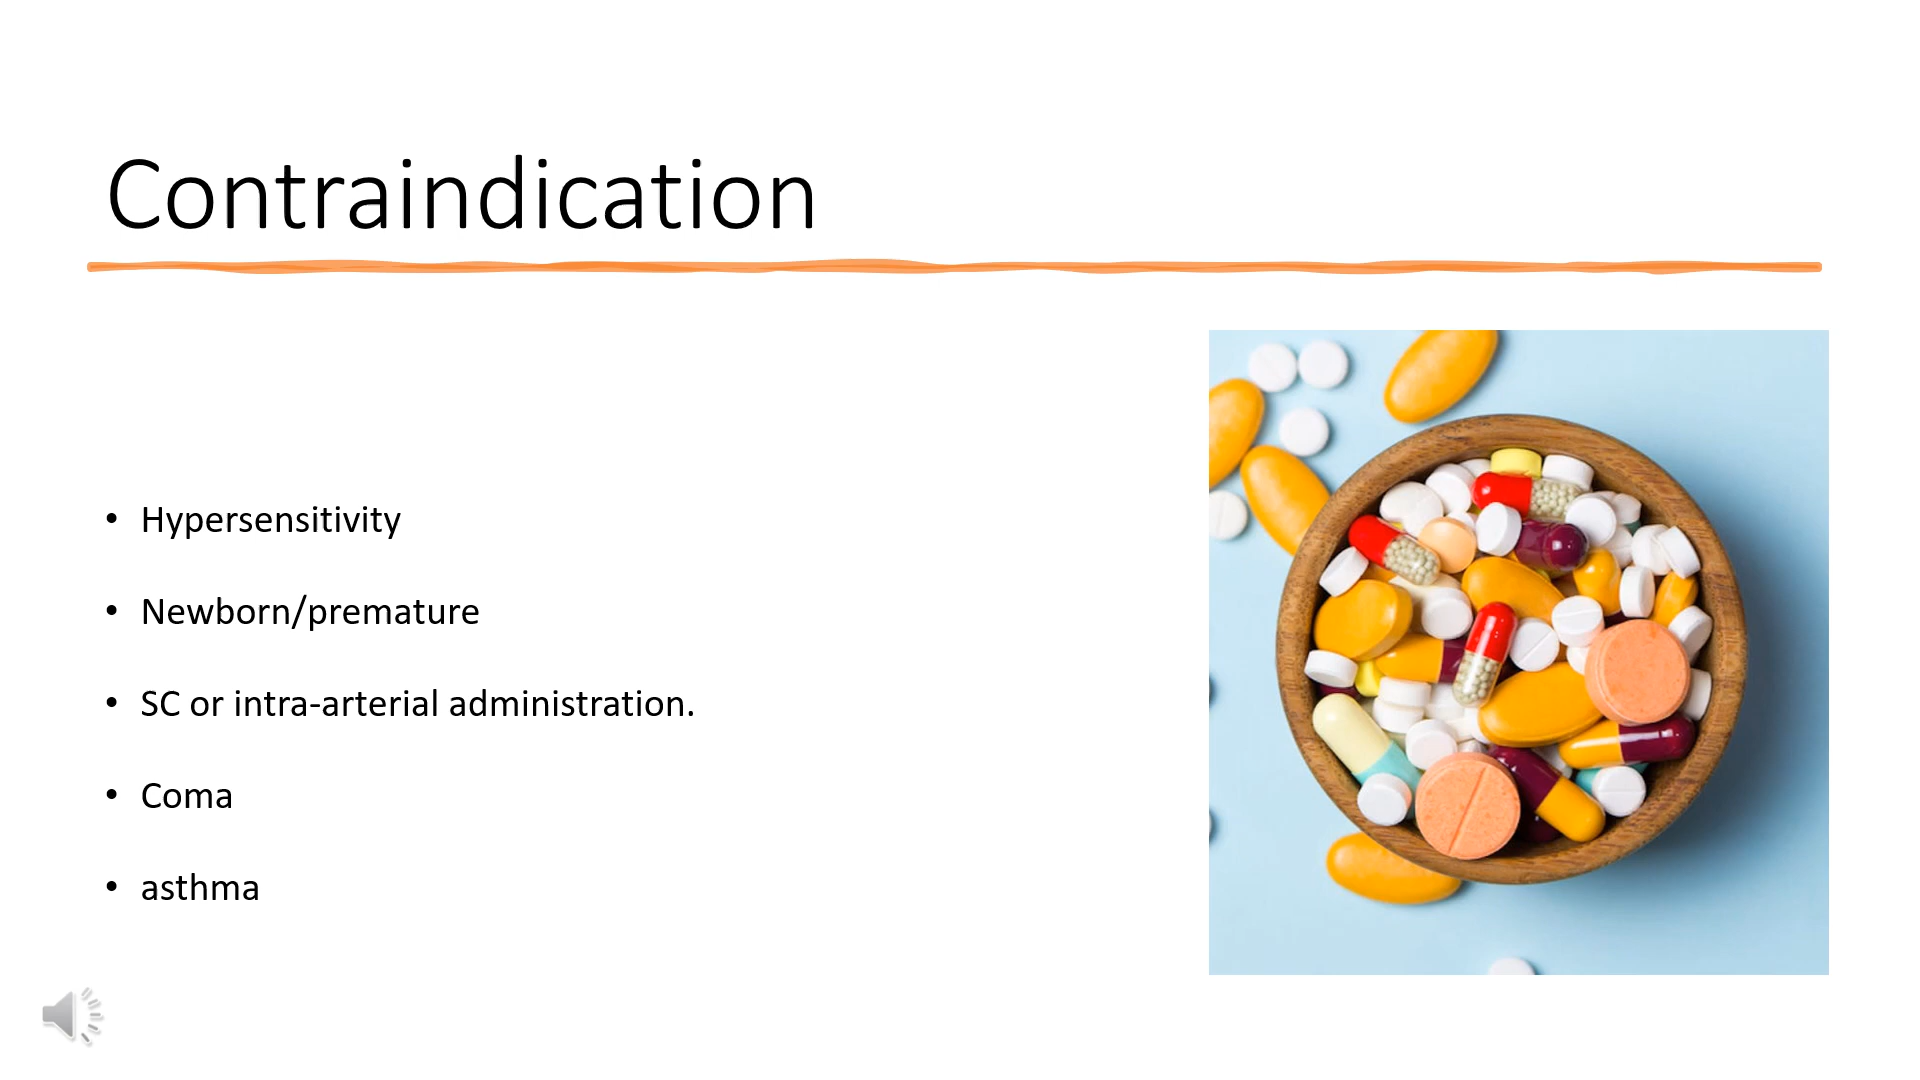 Contraindication
• Hypersensitivity
• Newborn/premature
• SC or intra-arterial administration.
• Coma
• asthma